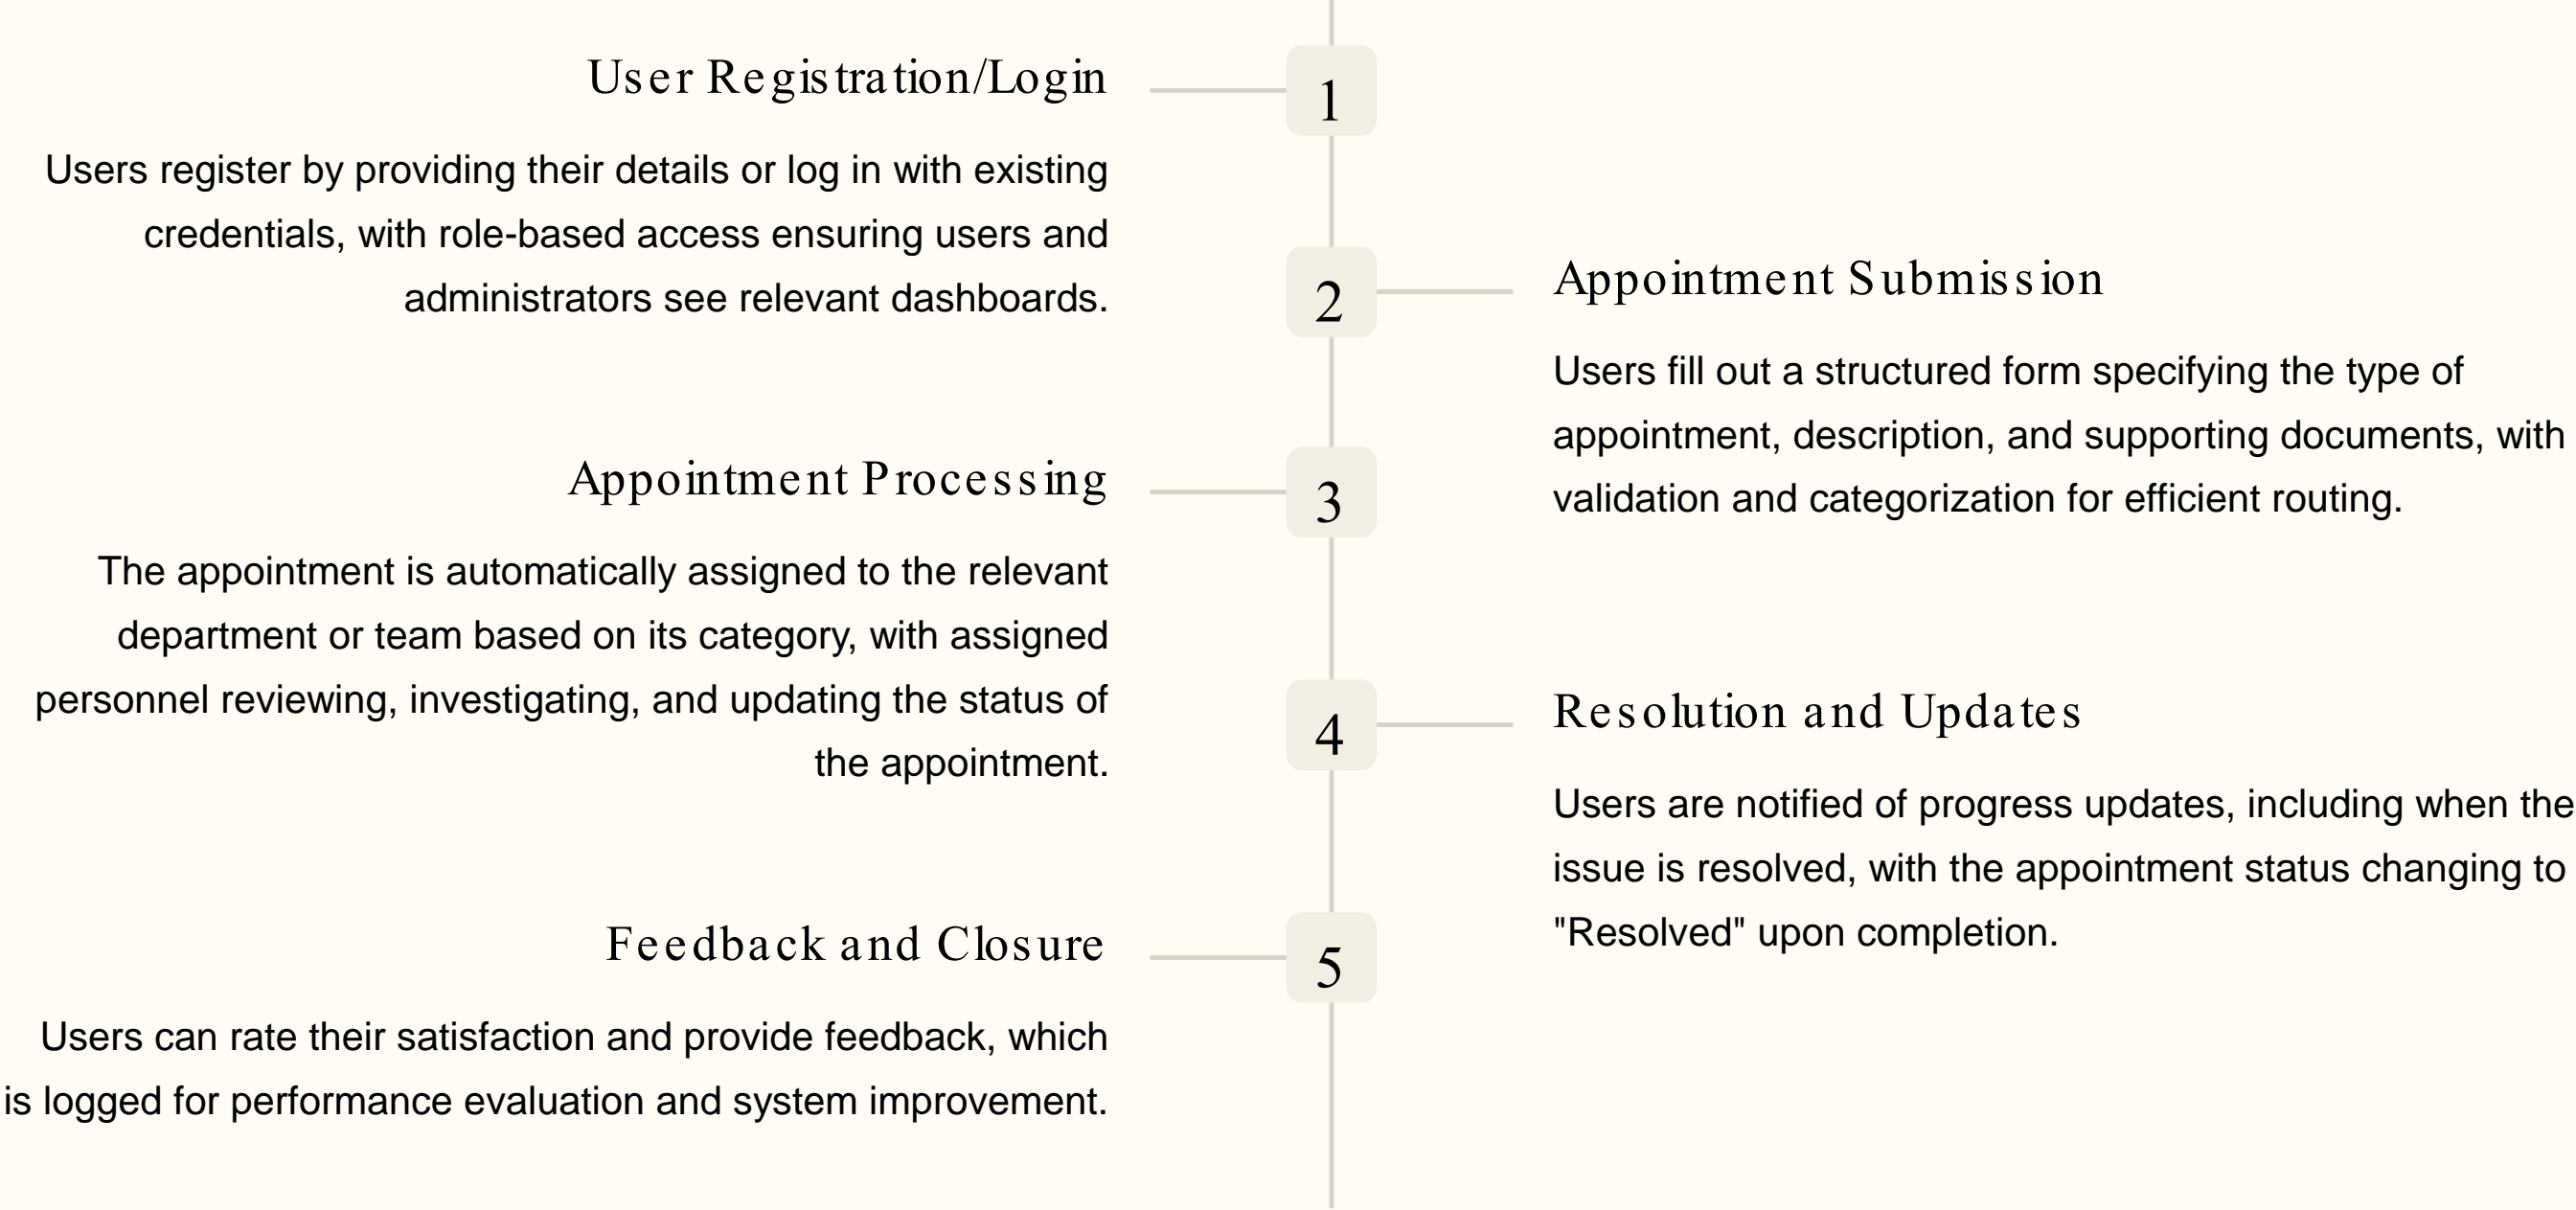 User Registration/Login
1
Users register by providing their details or log in with existing
credentials, with role-based access ensuring users and
administrators see relevant dashboards.
2
Appointment Submission
Users fill out a structured form specifying the type of
appointment, description, and supporting documents, with
validation and categorization for efficient routing.
Appointment Processing
3
The appointment is automatically assigned to the relevant
department or team based on its category, with assigned
personnel reviewing, investigating, and updating the status of
the appointment.
4
Resolution and Updates
Users are notified of progress updates, including when the
issue is resolved, with the appointment status changing to
"Resolved" upon completion.
Feedback and Closure
5
Users can rate their satisfaction and provide feedback, which
is logged for performance evaluation and system improvement.